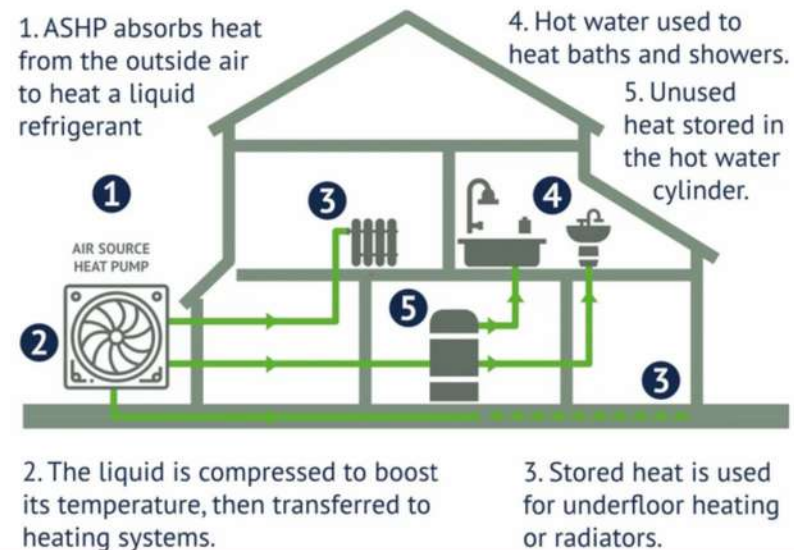 1. ASHP absorbs heat
from the outside air
to heat a liquid
refrigerant
4. Hot water used to
heat baths and showers.
5. Unused
heat stored in
the hot water
cylinder.
1
3
4
AIR SOURCE
HEAT PUMP
5
2
3
2. The liquid is compressed to boost
its temperature, then transferred to
heating systems.
3. Stored heat is used
for underfloor heating
or radiators.